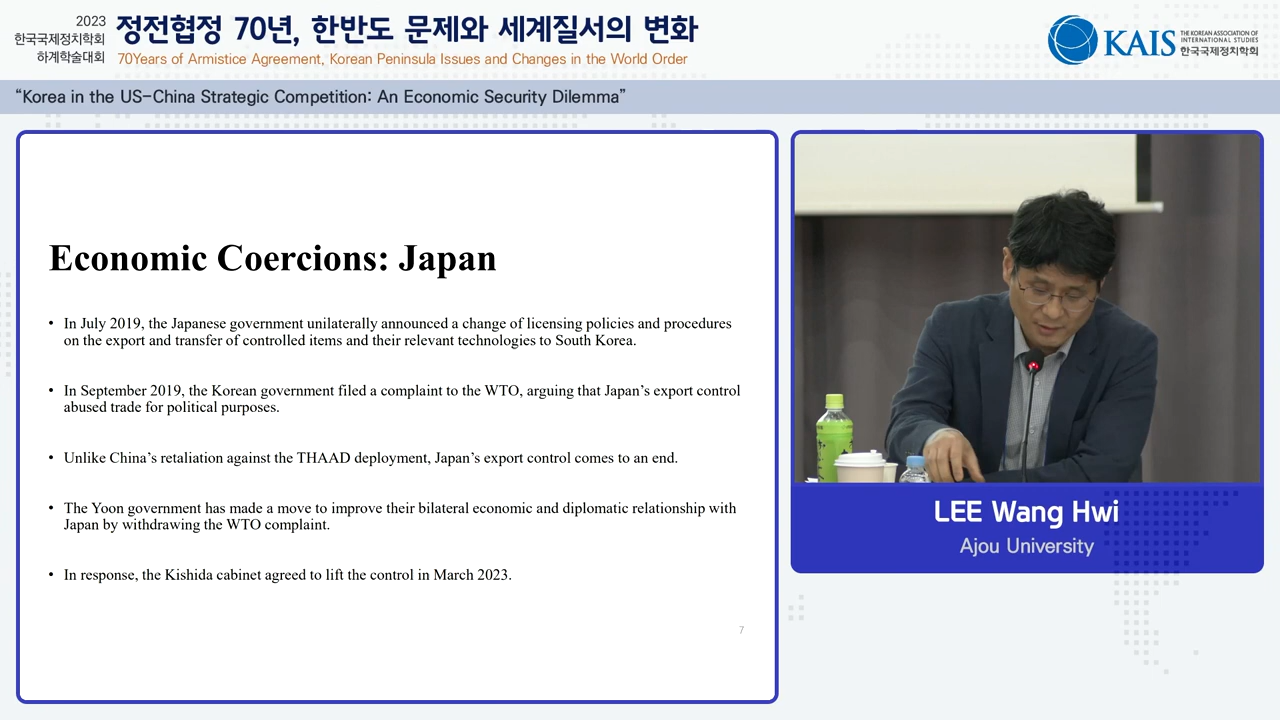 2023
한국국제정치학회
하계학술대회
정전협정 70년, 한반도 문제와 세계질서의 변화
70Years of Armistice Agreement, Korean Peninsula Issues and Changes in the World Order
KAIS
THE KOREAN ASSOCIATION OF
INTERNATIONAL STUDIES
한국국제정치학회
“Korea in the US-China Strategic Competition: An Economic Security Dilemma”
Economic Coercions: Japan
• In July 2019, the Japanese government unilaterally announced a change of licensing policies and procedures
on the export and transfer of controlled items and their relevant technologies to South Korea.
• In September 2019, the Korean government filed a complaint to the WTO, arguing that Japan’s export control
abused trade for political purposes.
• Unlike China’s retaliation against the THAAD deployment, Japan’s export control comes to an end.
• The Yoon government has made a move to improve their bilateral economic and diplomatic relationship with
Japan by withdrawing the WTO complaint.
• In response, the Kishida cabinet agreed to lift the control in March 2023.
7
LEE Wang Hwi
Ajou University